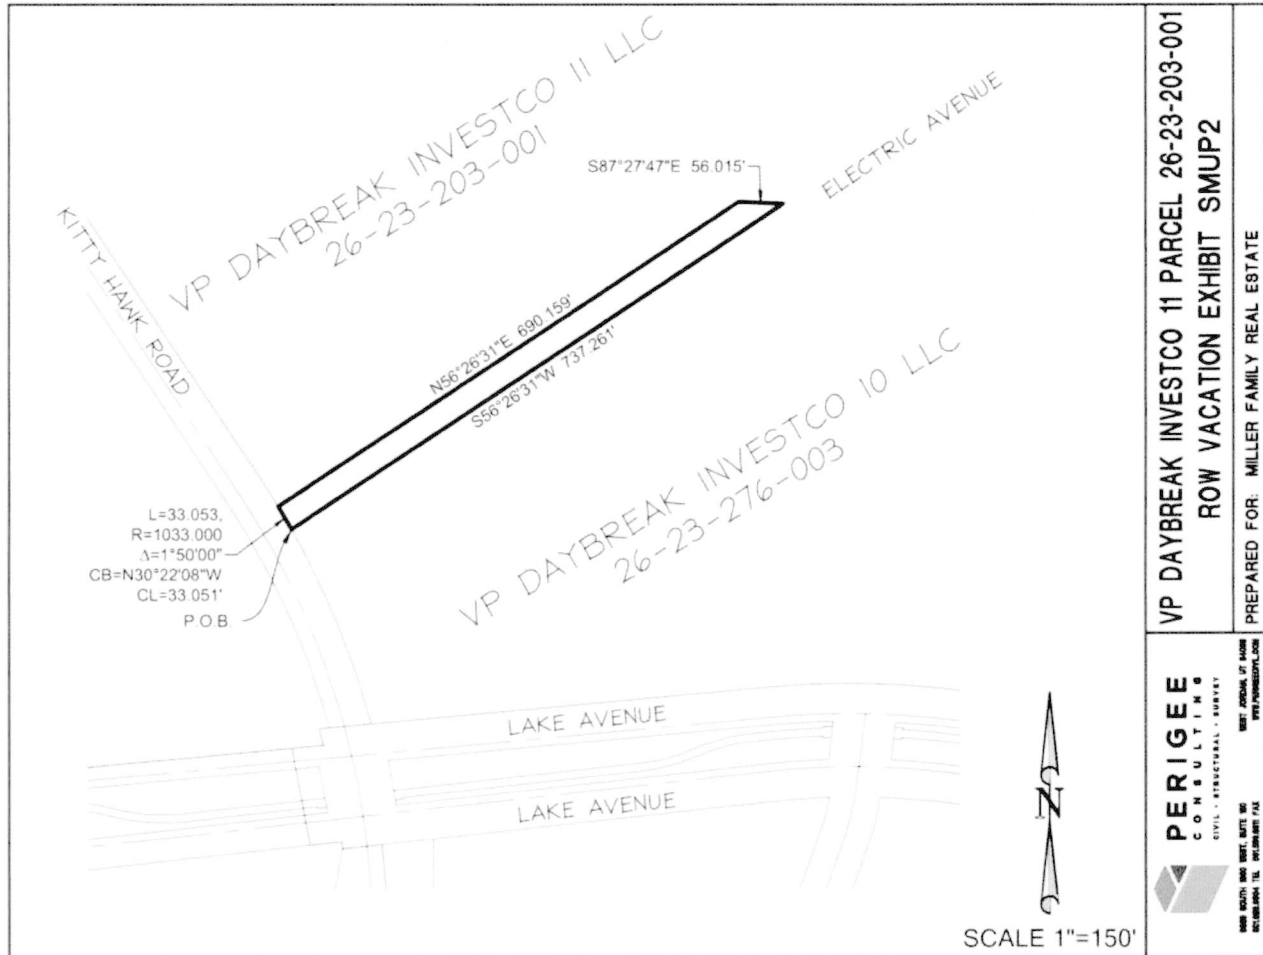 VP DAYBREAK INVESTCO 11 LLC
26-23-203-001
ELECTRIC AVENUE
S87°27'47"E 56.015'
KITTY HAWK ROAD
N56°26'31"E 690.159'
S56°26'31"W 737.261'
VP DAYBREAK INVESTCO 10 LLC
26-23-276-003
L=33.053,
R=1033.000
Δ=1°50'00"
CB=N30°22'08"W
CL=33.051'
P.O.B.
LAKE AVENUE
LAKE AVENUE
N
SCALE 1"=150'
VP DAYBREAK INVESTCO 11 PARCEL 26-23-203-001
ROW VACATION EXHIBIT SMUP2
PREPARED FOR: MILLER FAMILY REAL ESTATE
PERIGEE
CONSULTING
CIVIL · STRUCTURAL · SURVEY
WEST JORDAN, UT